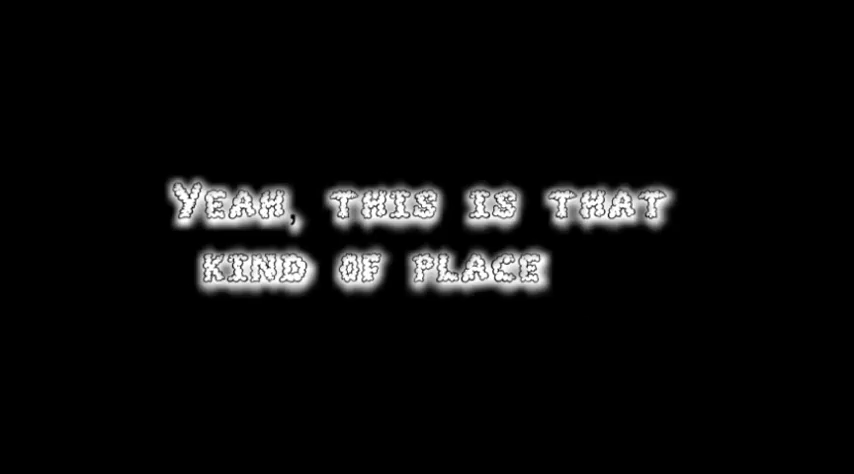 Yeah, this is that
kind of place